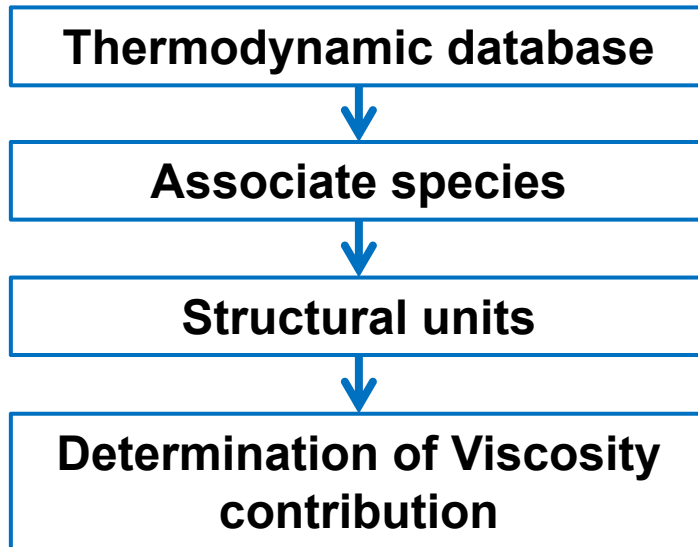 Thermodynamic database
Associate species
Structural units
Determination of Viscosity
contribution